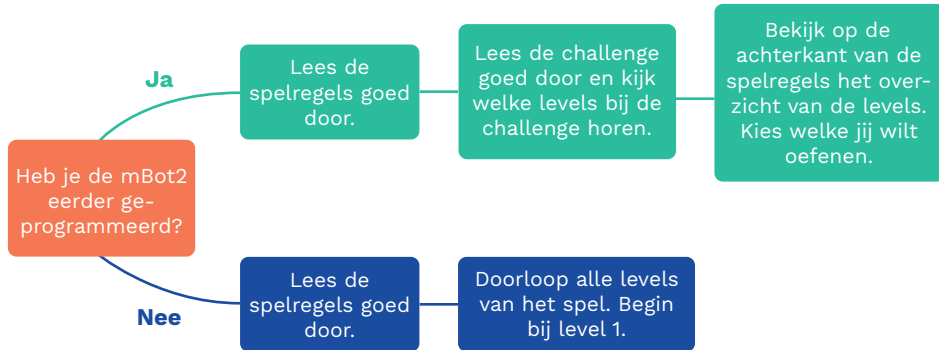 Heb je de mBot2
eerder ge-
programmeerd?
Ja
Lees de
spelregels goed
door.
Lees de challenge
goed door en kijk
welke levels bij de
challenge horen.
Bekijk op de
achterkant van de
spelregels het over-
zicht van de levels.
Kies welke jij wilt
oefenen.
Nee
Lees de
spelregels goed
door.
Doorloop alle levels
van het spel. Begin
bij level 1.